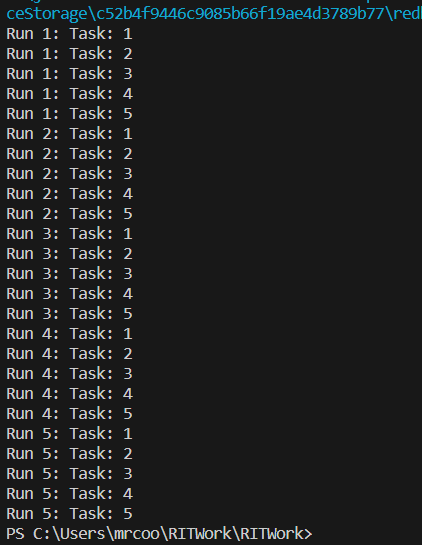 ceStorage\c52b4f9446c9085b66f19ae4d3789b77\red
Run 1: Task: 1
Run 1: Task: 2
Run 1: Task: 3
Run 1: Task: 4
Run 1: Task: 5
Run 2: Task: 1
Run 2: Task: 2
Run 2: Task: 3
Run 2: Task: 4
Run 2: Task: 5
Run 3: Task: 1
Run 3: Task: 2
Run 3: Task: 3
Run 3: Task: 4
Run 3: Task: 5
Run 4: Task: 1
Run 4: Task: 2
Run 4: Task: 3
Run 4: Task: 4
Run 4: Task: 5
Run 5: Task: 1
Run 5: Task: 2
Run 5: Task: 3
Run 5: Task: 4
Run 5: Task: 5
PS C:\Users\mrcoo\RITWork\RITWork>